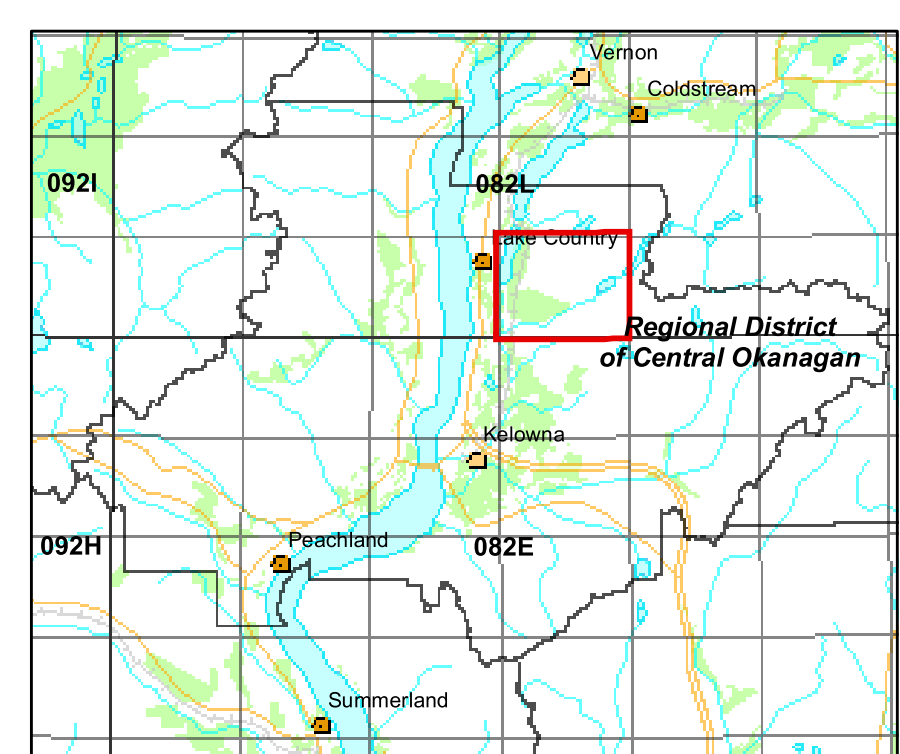 Vernon
Coldstream
092I
082L
Lake Country
Regional District
of Central Okanagan
Kelowna
092H
Peachland
082E
Summerland